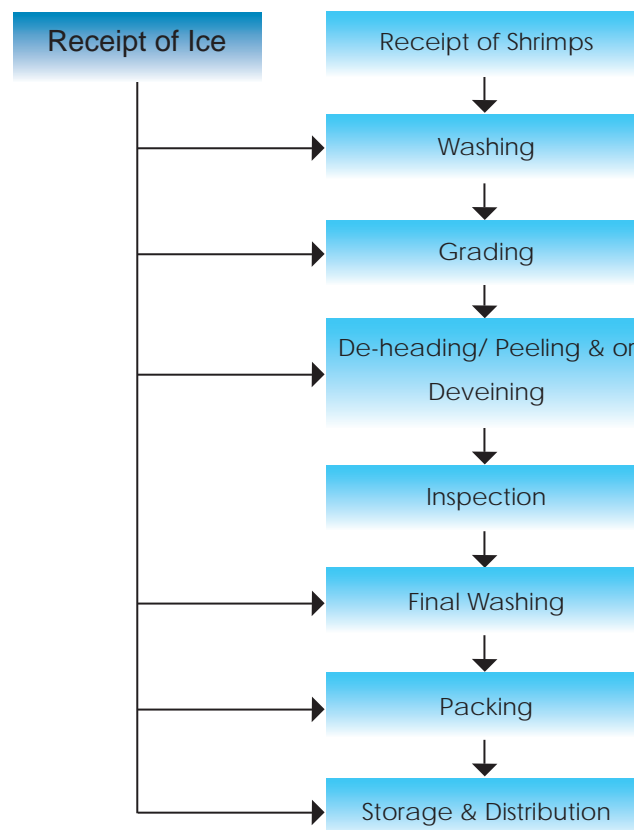 Receipt of Ice
Receipt of Shrimps
Washing
Grading
De-heading/ Peeling & or
Deveining
Inspection
Final Washing
Packing
Storage & Distribution